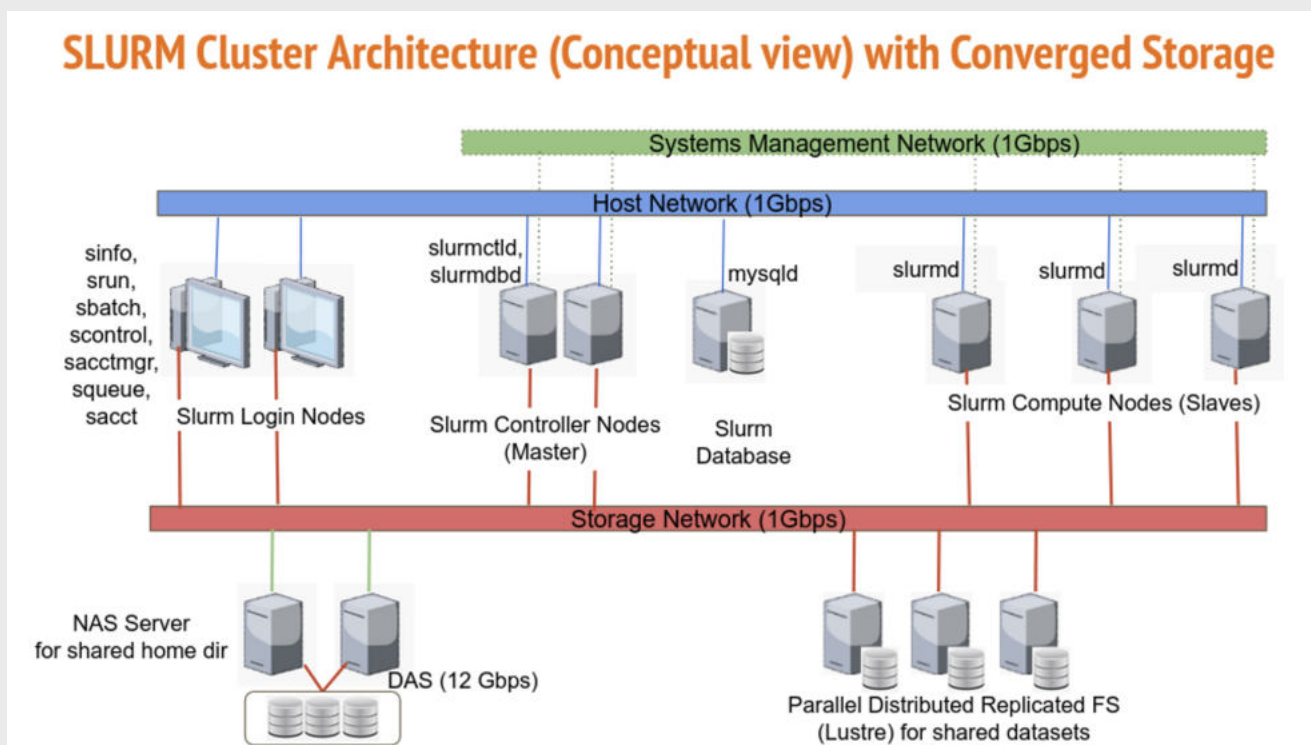 SLURM Cluster Architecture (Conceptual view) with Converged Storage
Systems Management Network (1Gbps)
Host Network (1Gbps)
sinfo,
srun,
sbatch,
scontrol,
sacctmgr,
squeue,
sacct
Slurm Login Nodes
slurmctld,
slurmdbd
Slurm Controller Nodes
(Master)
mysqld
Slurm
Database
slurmd
slurmd
slurmd
Slurm Compute Nodes (Slaves)
Storage Network (1Gbps)
NAS Server
for shared home dir
DAS (12 Gbps)
Parallel Distributed Replicated FS
(Lustre) for shared datasets